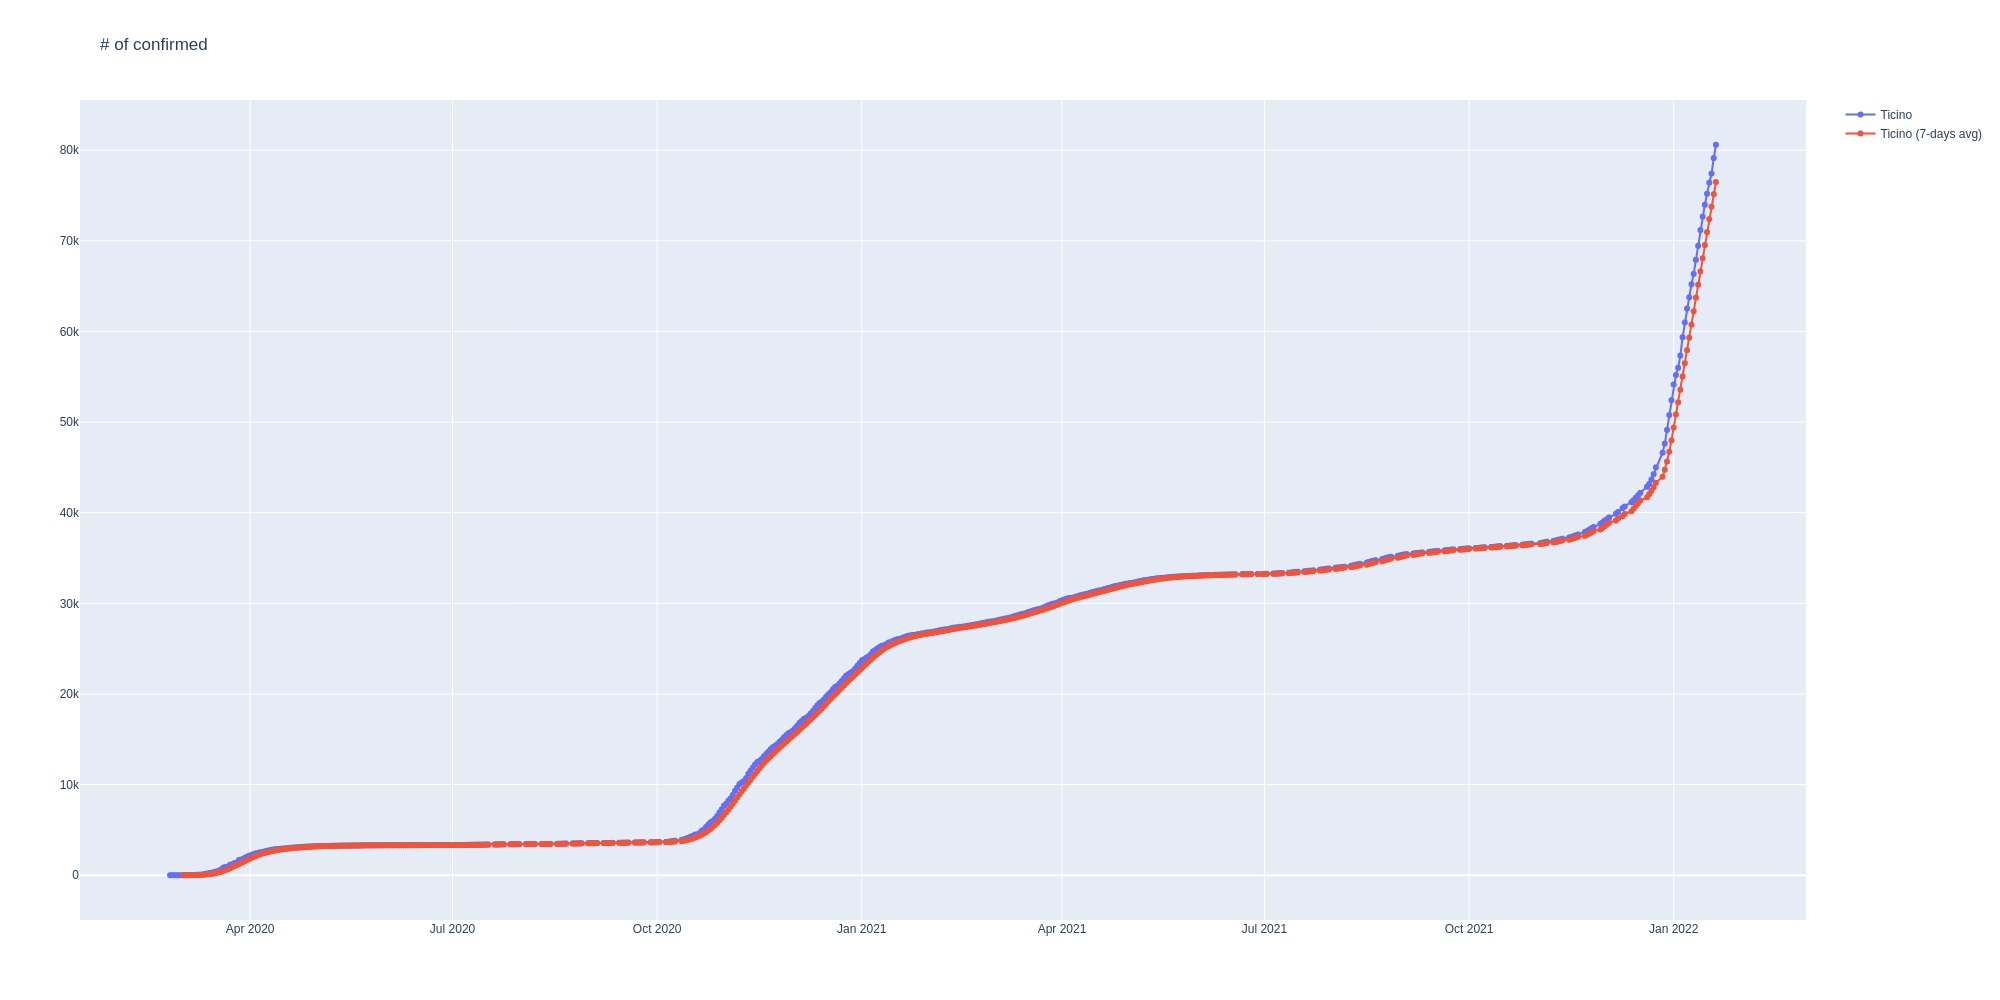 # of confirmed
Ticino
Ticino (7-days avg)
80k
70k
60k
50k
40k
30k
20k
10k
0
Apr 2020
Jul 2020
Oct 2020
Jan 2021
Apr 2021
Jul 2021
Oct 2021
Jan 2022